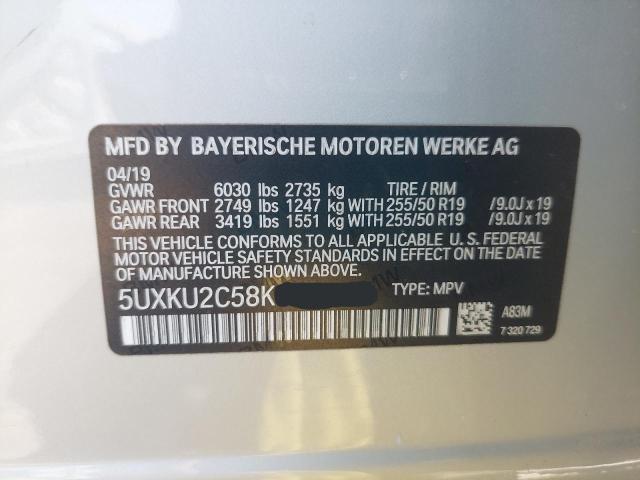 MFD BY BAYERISCHE MOTOREN WERKE AG
04/19
GVWR 6030 lbs 2735 kg TIRE / RIM
GAWR FRONT 2749 lbs 1247 kg WITH 255/50 R19 /9.0J x 19
GAWR REAR 3419 lbs 1551 kg WITH 255/50 R19 /9.0J x 19
THIS VEHICLE CONFORMS TO ALL APPLICABLE U. S. FEDERAL
MOTOR VEHICLE SAFETY STANDARDS IN EFFECT ON THE
DATE OF MANUFACTURE SHOWN ABOVE.
5UXKU2C58K TYPE: MPV
A83M
7 320 729